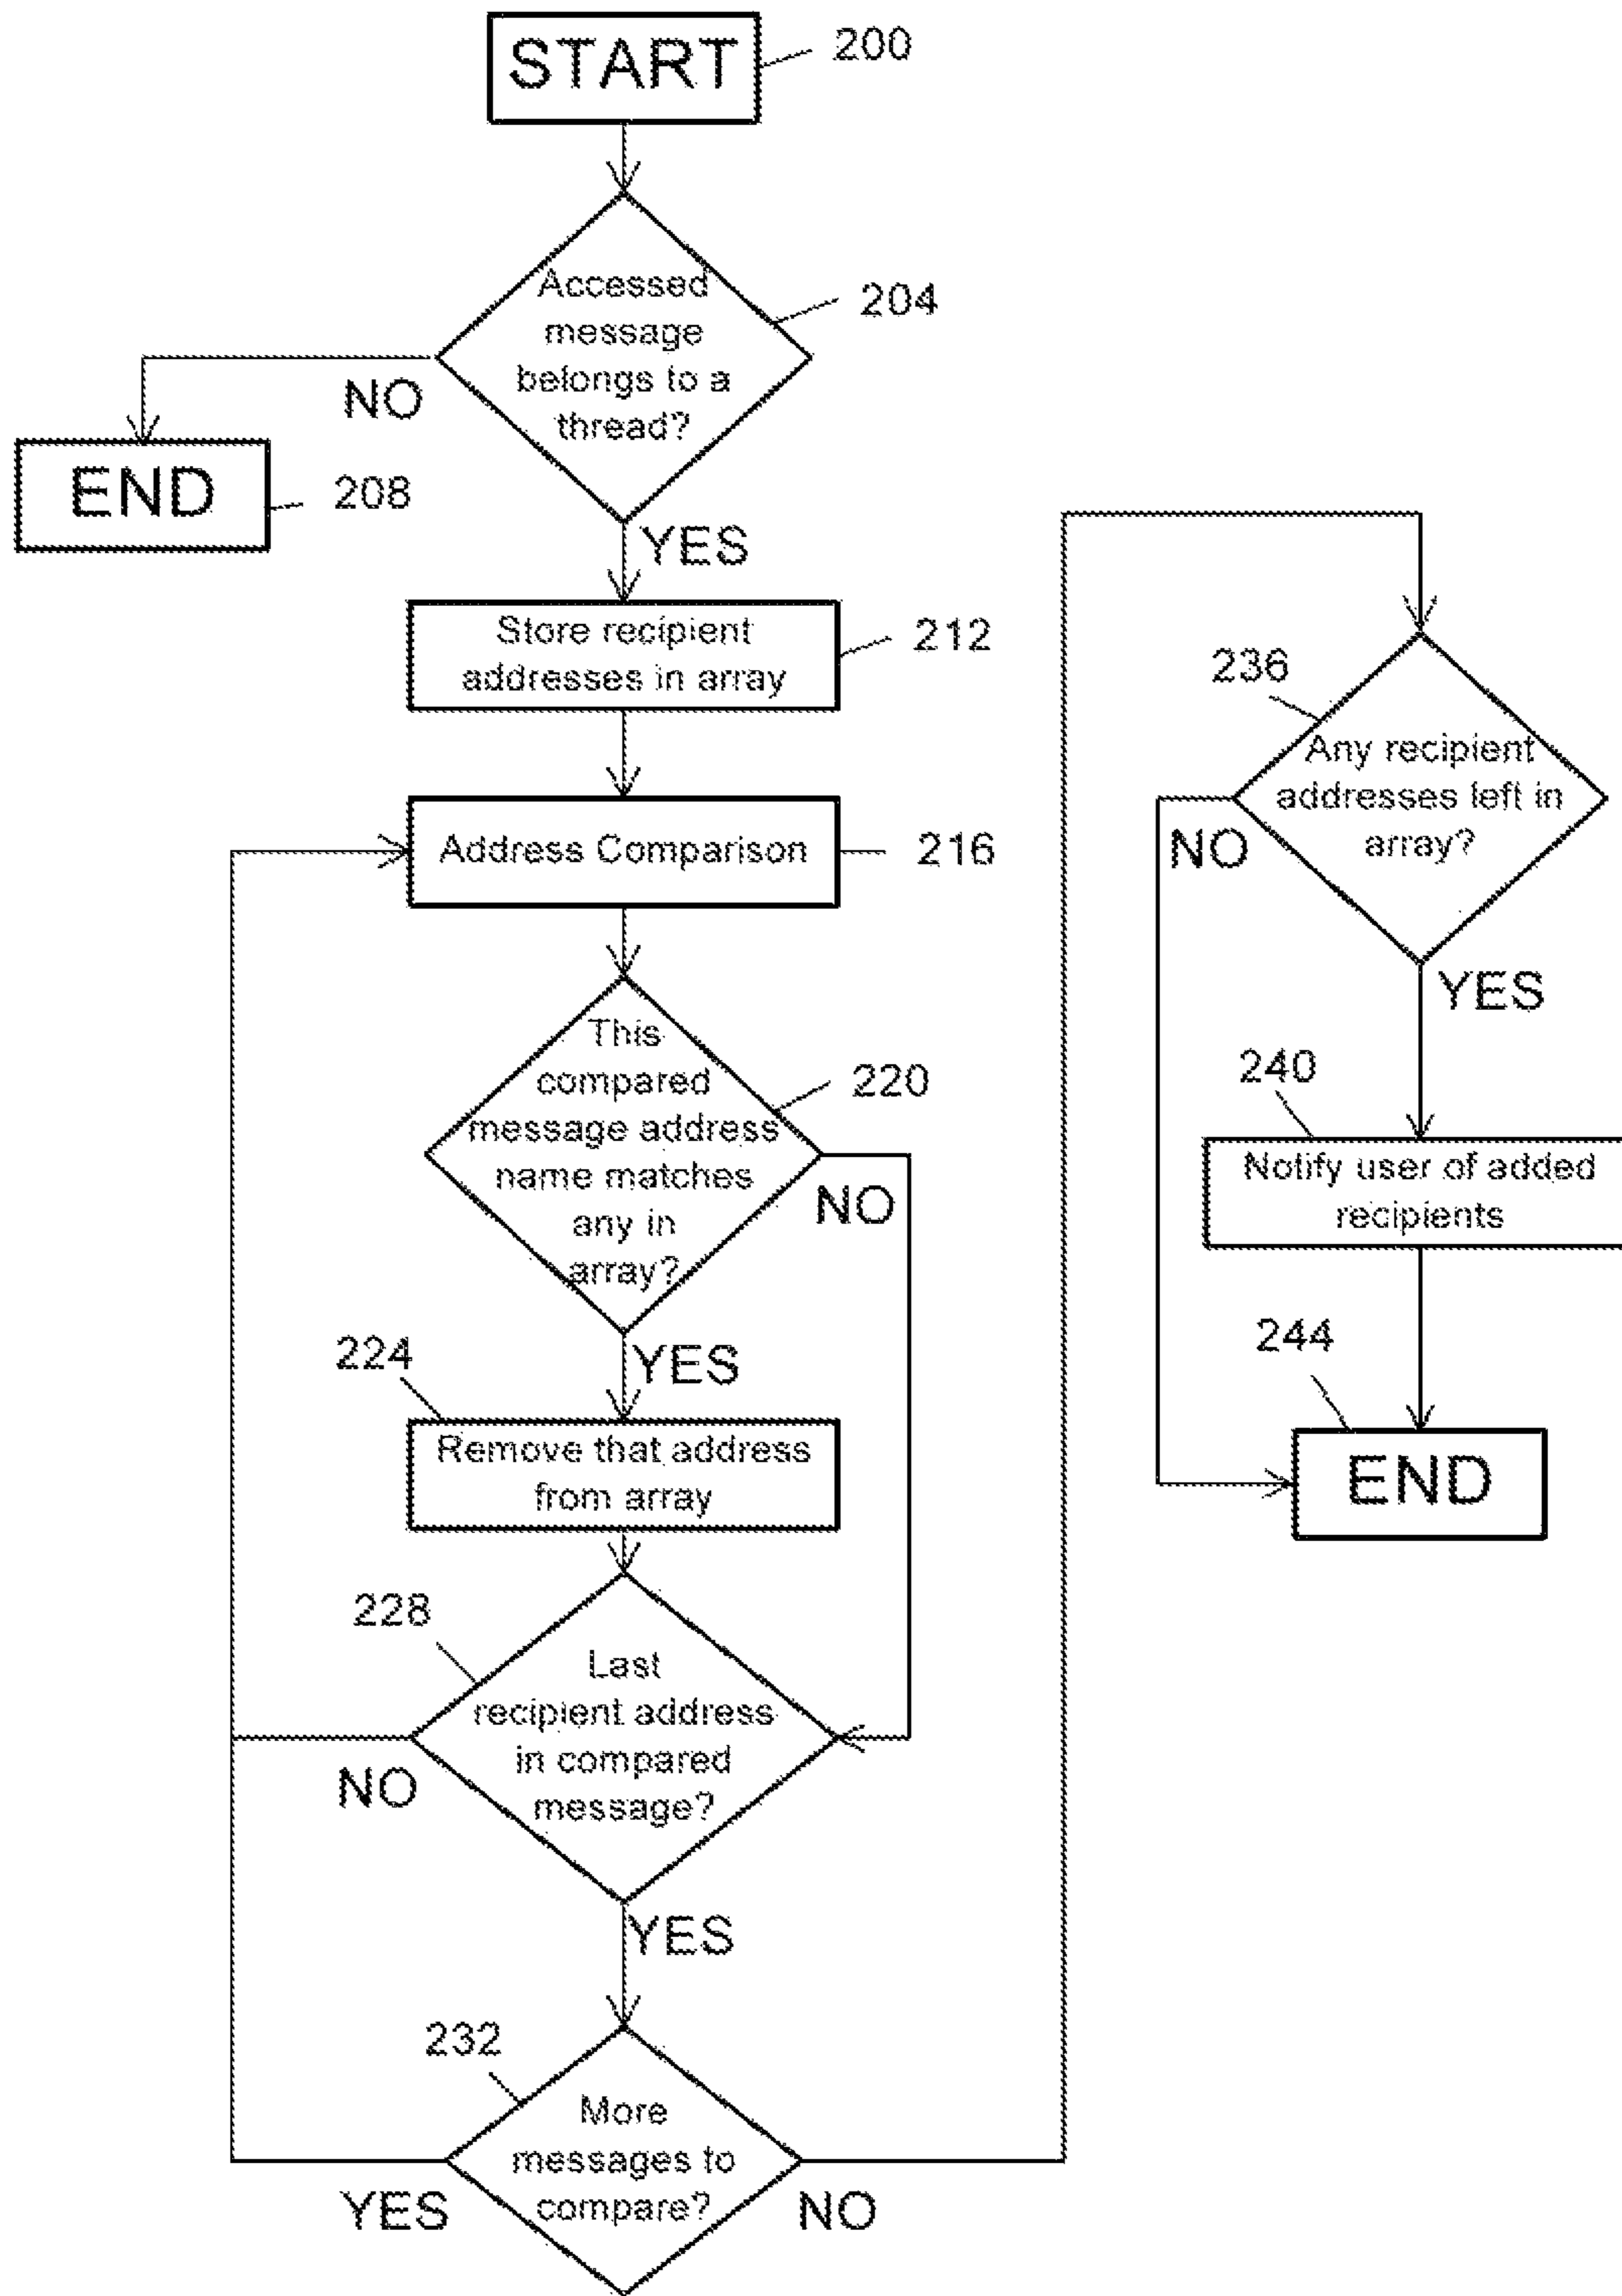 START
200
Accessed
message
belongs to a
thread?
204
NO
END
208
YES
Store recipient
addresses in array
212
Address Comparison
216
This
compared
message address
name matches
any in
array?
220
NO
YES
224
Remove that address
from array
228
Last
recipient address
in compared
message?
NO
YES
232
More
messages to
compare?
YES
NO
236
Any recipient
addresses left in
array?
NO
YES
240
Notify user of added
recipients
244
END